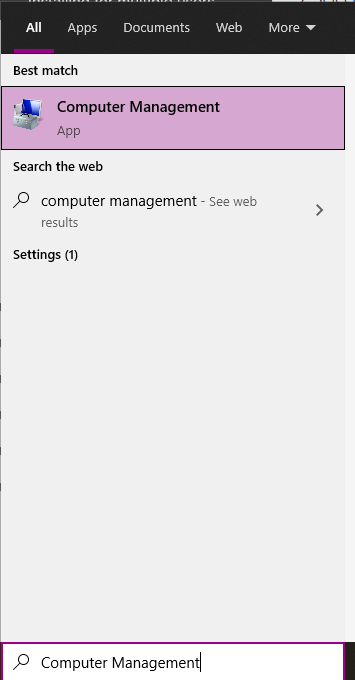 All Apps Documents Web More
Best match
Computer Management
App
Search the web
computer management - See web
results
Settings (1)
Computer Management